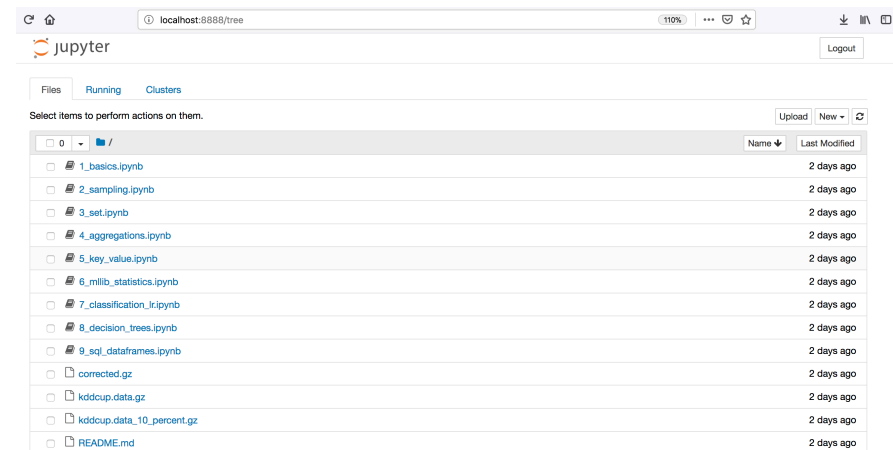 localhost:8888/tree 110%
jupyter Logout
Files Running Clusters
Select items to perform actions on them. Upload New
0 / Name Last Modified
1_basics.ipynb 2 days ago
2_sampling.ipynb 2 days ago
3_set.ipynb 2 days ago
4_aggregations.ipynb 2 days ago
5_key_value.ipynb 2 days ago
6_mllib_statistics.ipynb 2 days ago
7_classification_lr.ipynb 2 days ago
8_decision_trees.ipynb 2 days ago
9_sql_dataframes.ipynb 2 days ago
corrected.gz 2 days ago
kddcup.data.gz 2 days ago
kddcup.data_10_percent.gz 2 days ago
README.md 2 days ago